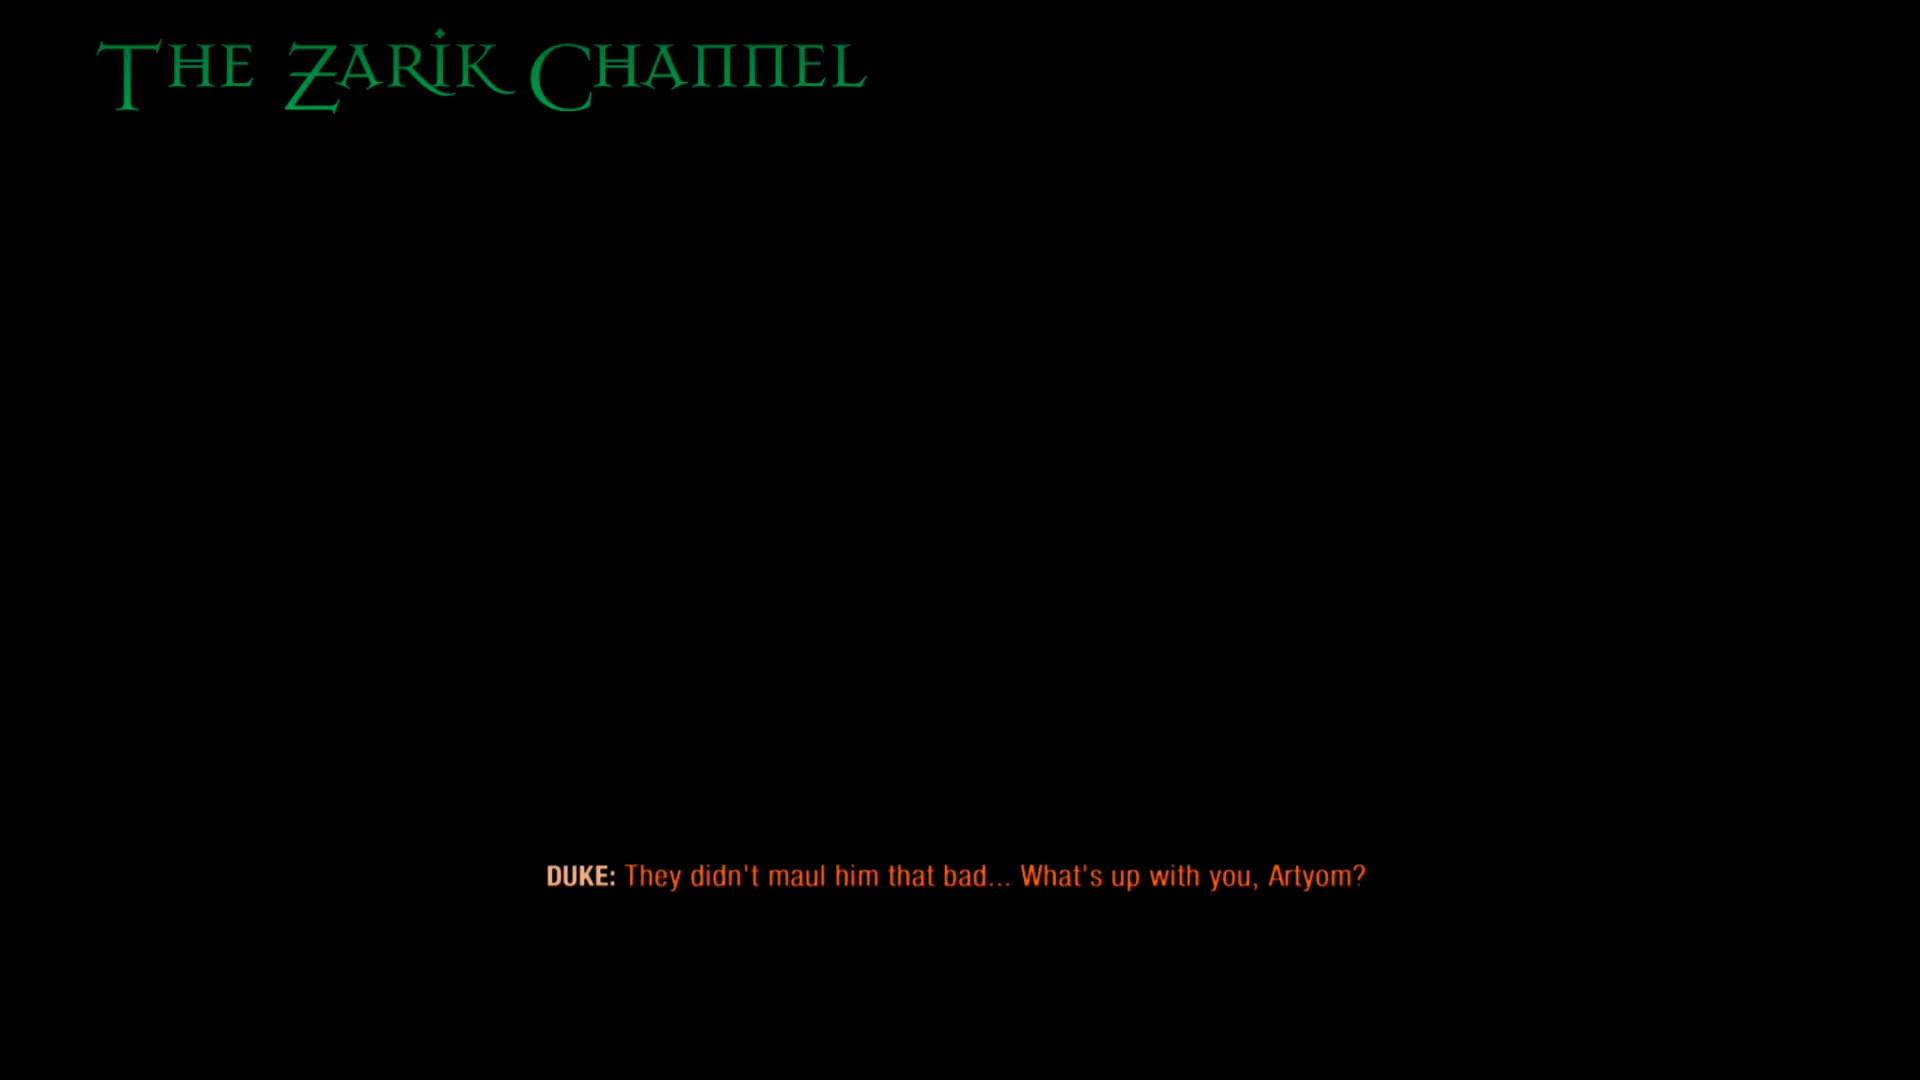 The Zarik Channel
DUKE: They didn't maul him that bad... What's up with you, Artyom?